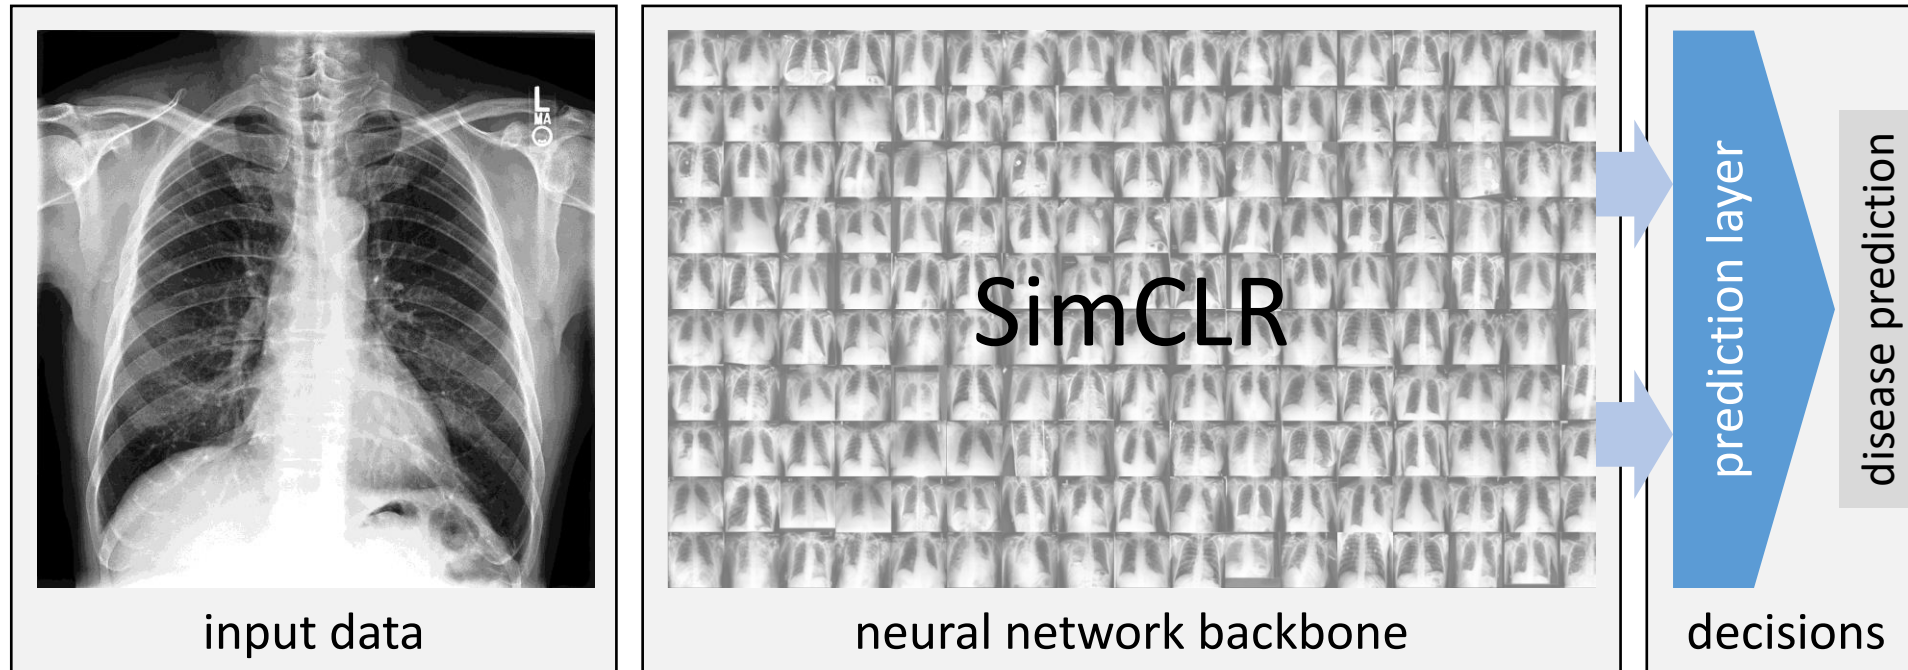 L
MA
input data
SimCLR
neural network backbone
prediction layer
disease prediction
decisions